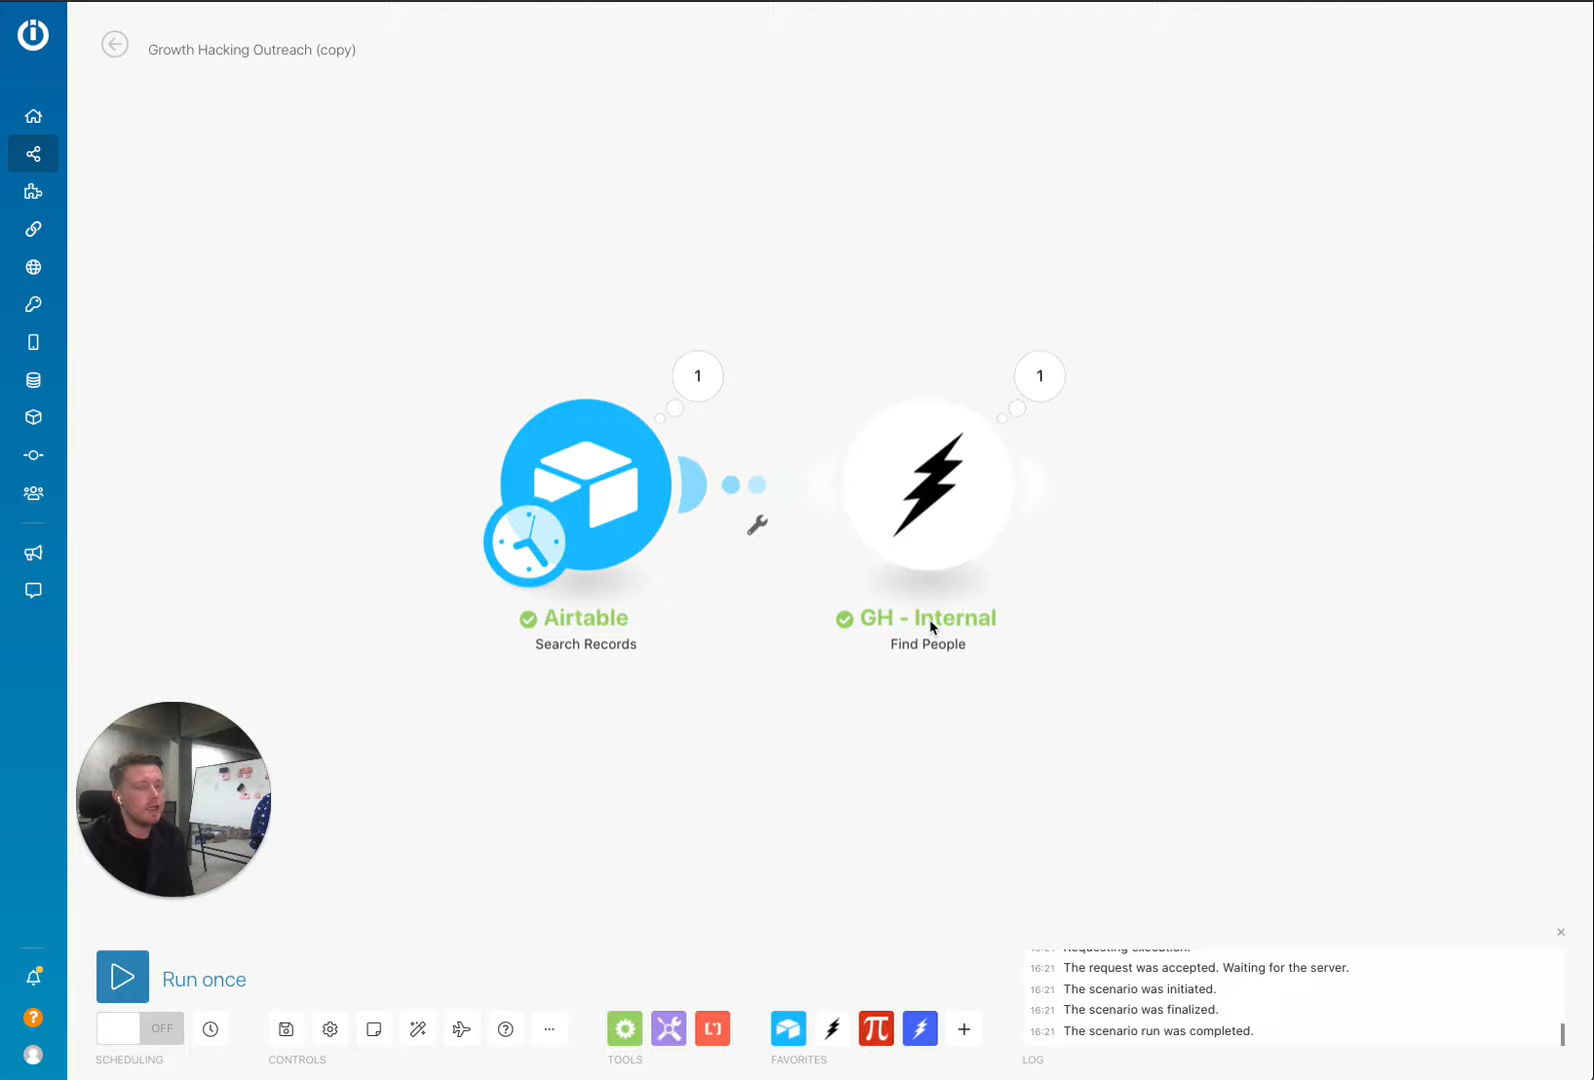 Growth Hacking Outreach (copy)
1
1
Airtable
Search Records
GH - Internal
Find People
Run once
OFF
SCHEDULING
CONTROLS
TOOLS
FAVORITES
16:21 The request was accepted. Waiting for the server.
16:21 The scenario was initiated.
16:21 The scenario was finalized.
16:21 The scenario run was completed.
LOG